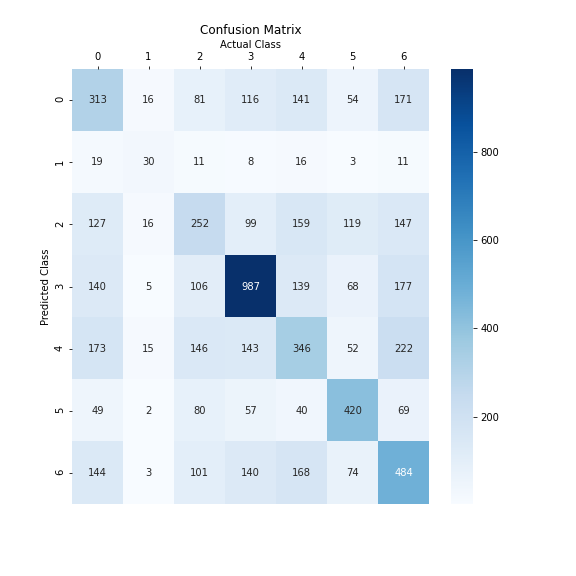 Confusion Matrix
Actual Class
0 1 2 3 4 5 6
0 313 16 81 116 141 54 171
1 19 30 11 8 16 3 11
2 127 16 252 99 159 119 147
3 140 5 106 987 139 68 177
4 173 15 146 143 346 52 222
5 49 2 80 57 40 420 69
6 144 3 101 140 168 74 484
Predicted Class
800
600
400
200